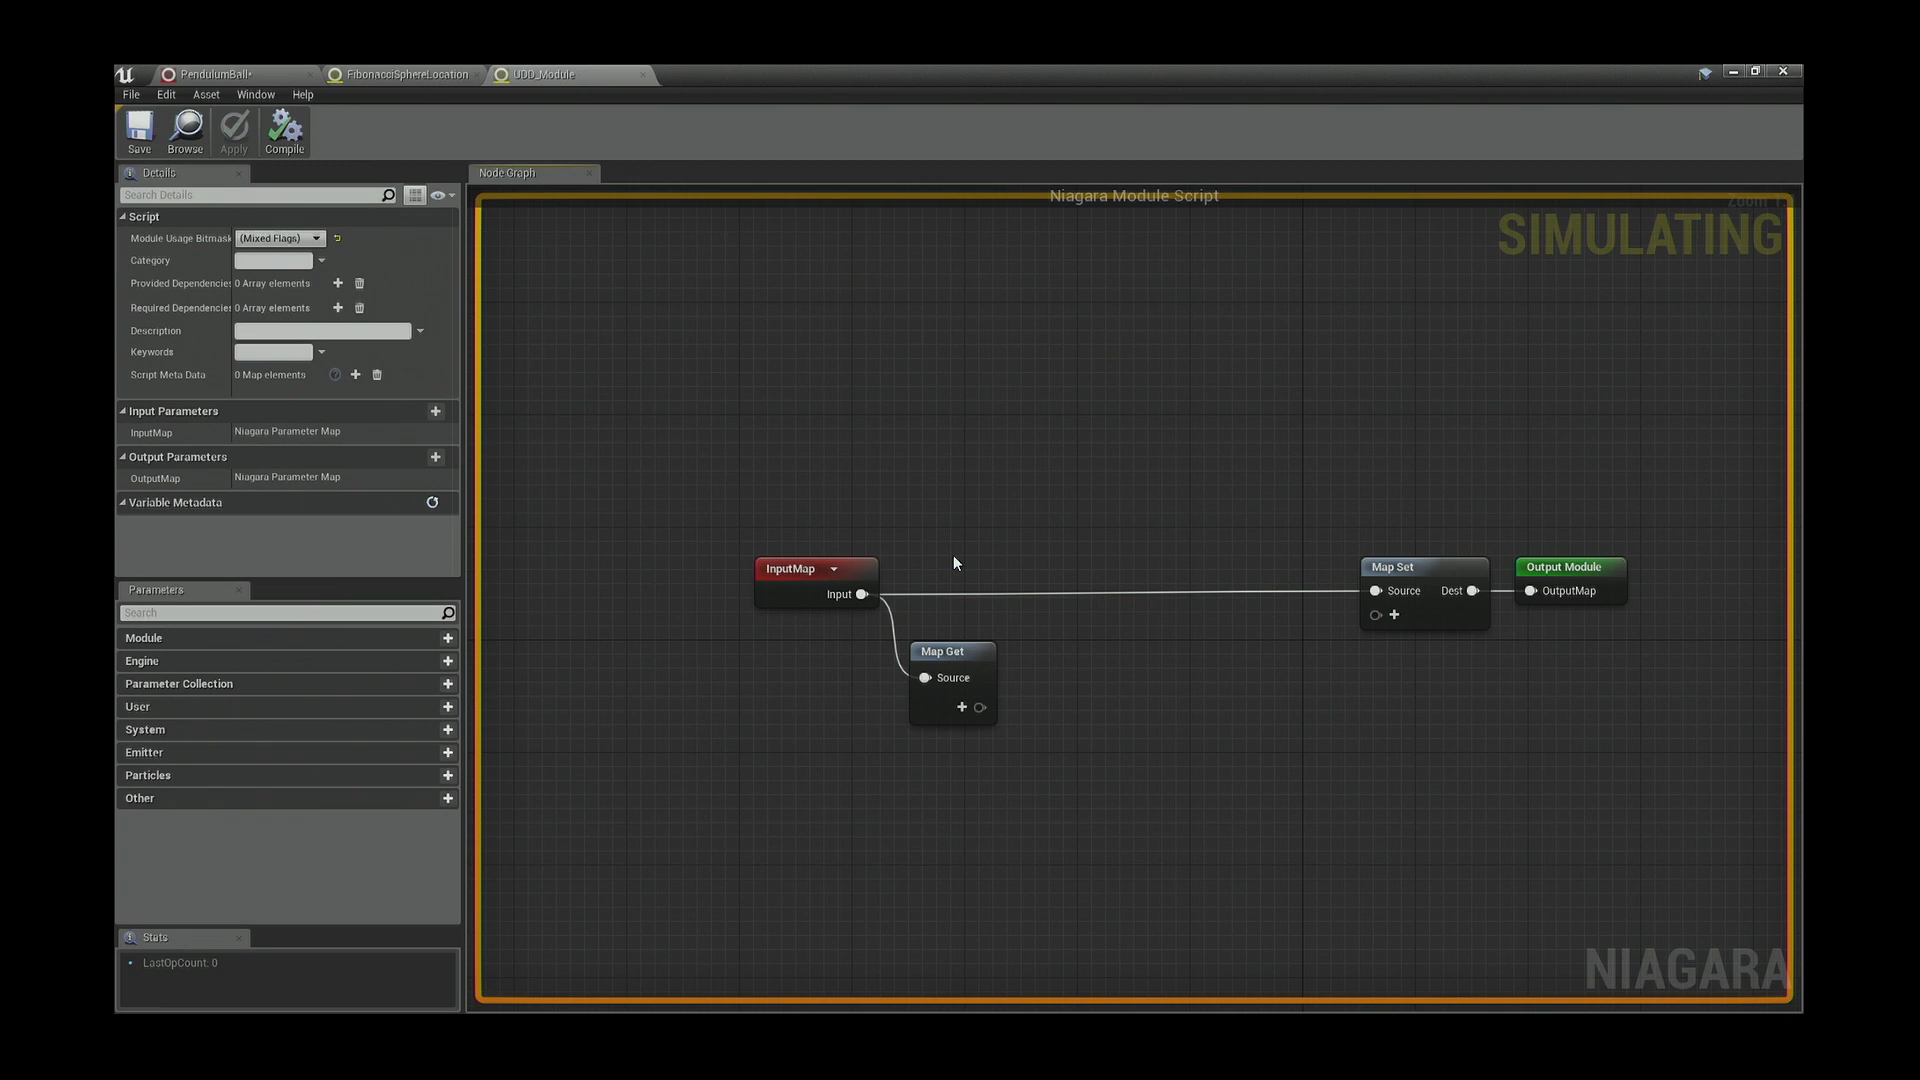 PendulumBall*
FibonacciSphereLocation
UDD_Module
File Edit Asset Window Help
Save Browse Apply Compile
Details
Node Graph
Search Details
Niagara Module Script
SIMULATING
Script
Module Usage Bitmask (Mixed Flags)
Category
Provided Dependencies 0 Array elements
Required Dependencies 0 Array elements
Description
Keywords
Script Meta Data 0 Map elements
Input Parameters
InputMap Niagara Parameter Map
Output Parameters
OutputMap Niagara Parameter Map
Variable Metadata
InputMap
Input
Map Get
Source
Map Set
Source Dest
Output Module
OutputMap
Parameters
Search
Module
Engine
Parameter Collection
User
System
Emitter
Particles
Other
Stats
LastOpCount: 0
NIAGARA